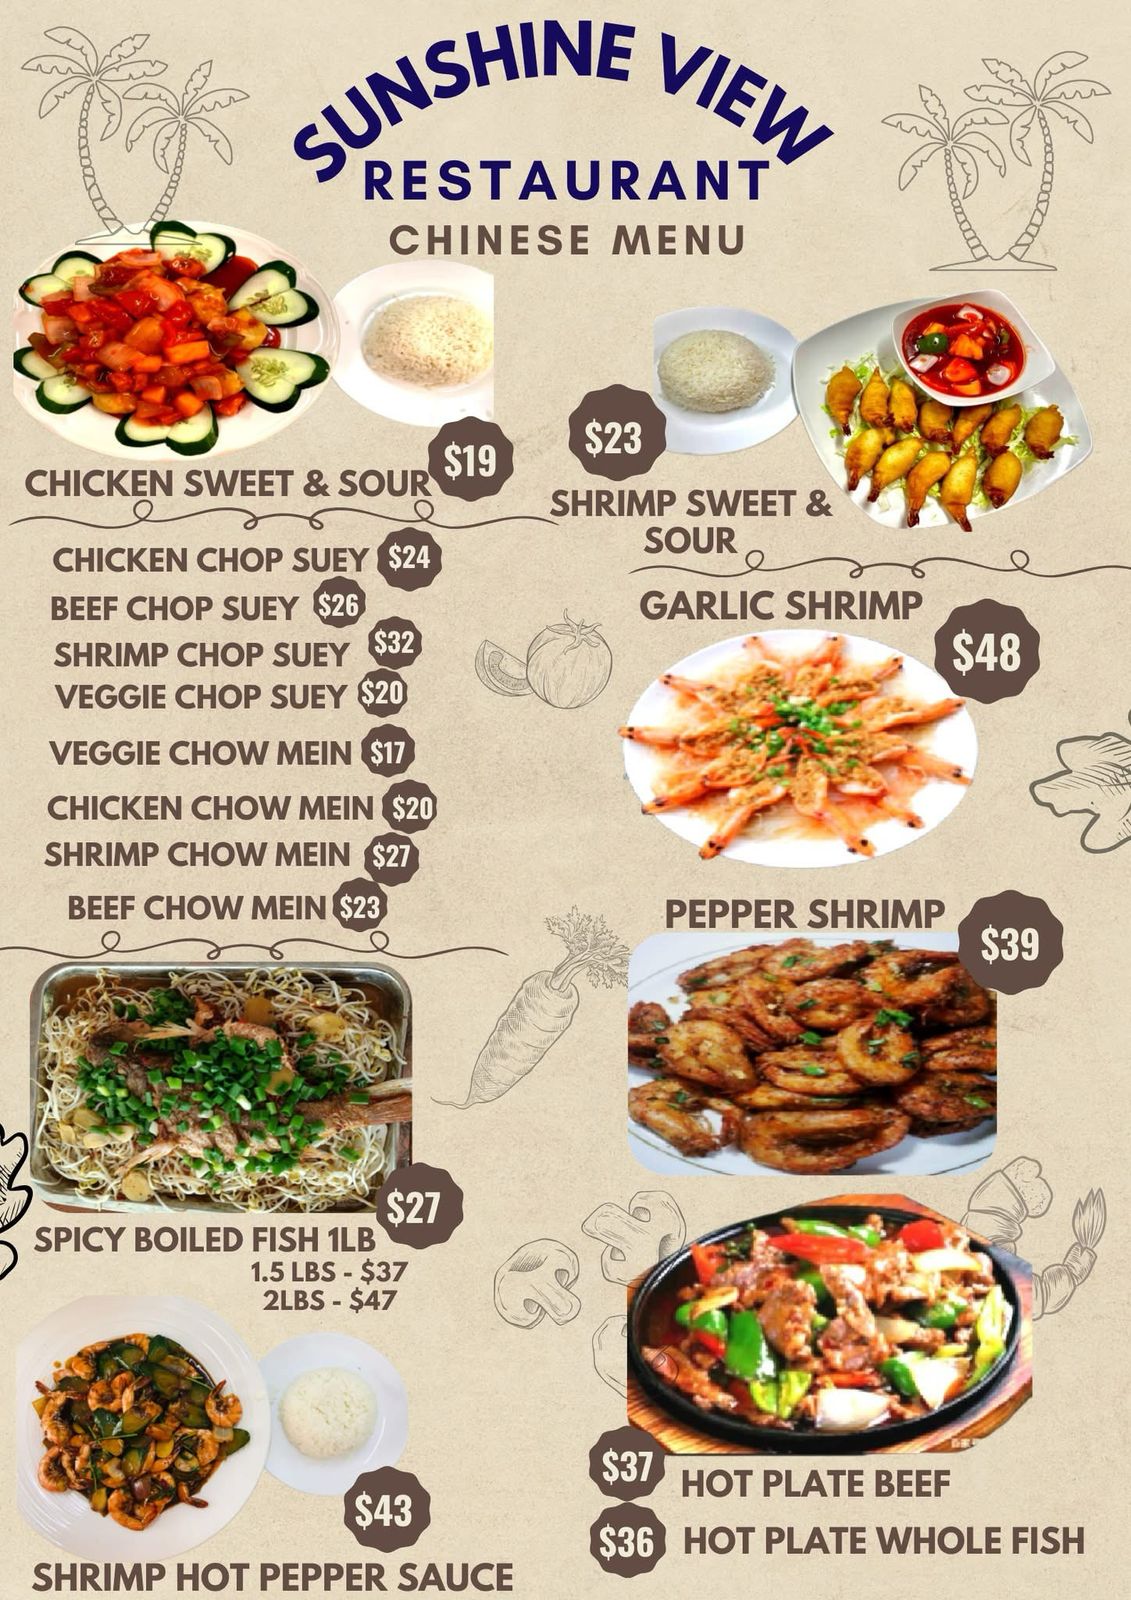 SUNSHINE VIEW
RESTAURANT
CHINESE MENU
$19
CHICKEN SWEET & SOUR
$23
SHRIMP SWEET &
SOUR
CHICKEN CHOP SUEY $24
BEEF CHOP SUEY $26
SHRIMP CHOP SUEY $32
VEGGIE CHOP SUEY $20
VEGGIE CHOW MEIN $17
CHICKEN CHOW MEIN $20
SHRIMP CHOW MEIN $27
BEEF CHOW MEIN $23
GARLIC SHRIMP
$48
PEPPER SHRIMP
$39
$27
SPICY BOILED FISH 1LB
1.5 LBS - $37
2LBS - $47
$43
SHRIMP HOT PEPPER SAUCE
$37 HOT PLATE BEEF
$36 HOT PLATE WHOLE FISH